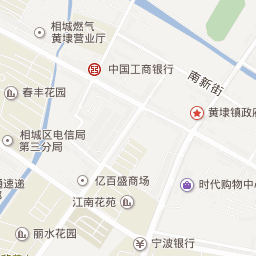 相城燃气
黄埭营业厅
中国工商银行
南新街
春丰花园
黄埭镇政府
相城区电信局
第三分局
通速递
亿百盛商场
时代购物中心
江南花苑
丽水花园
宁波银行